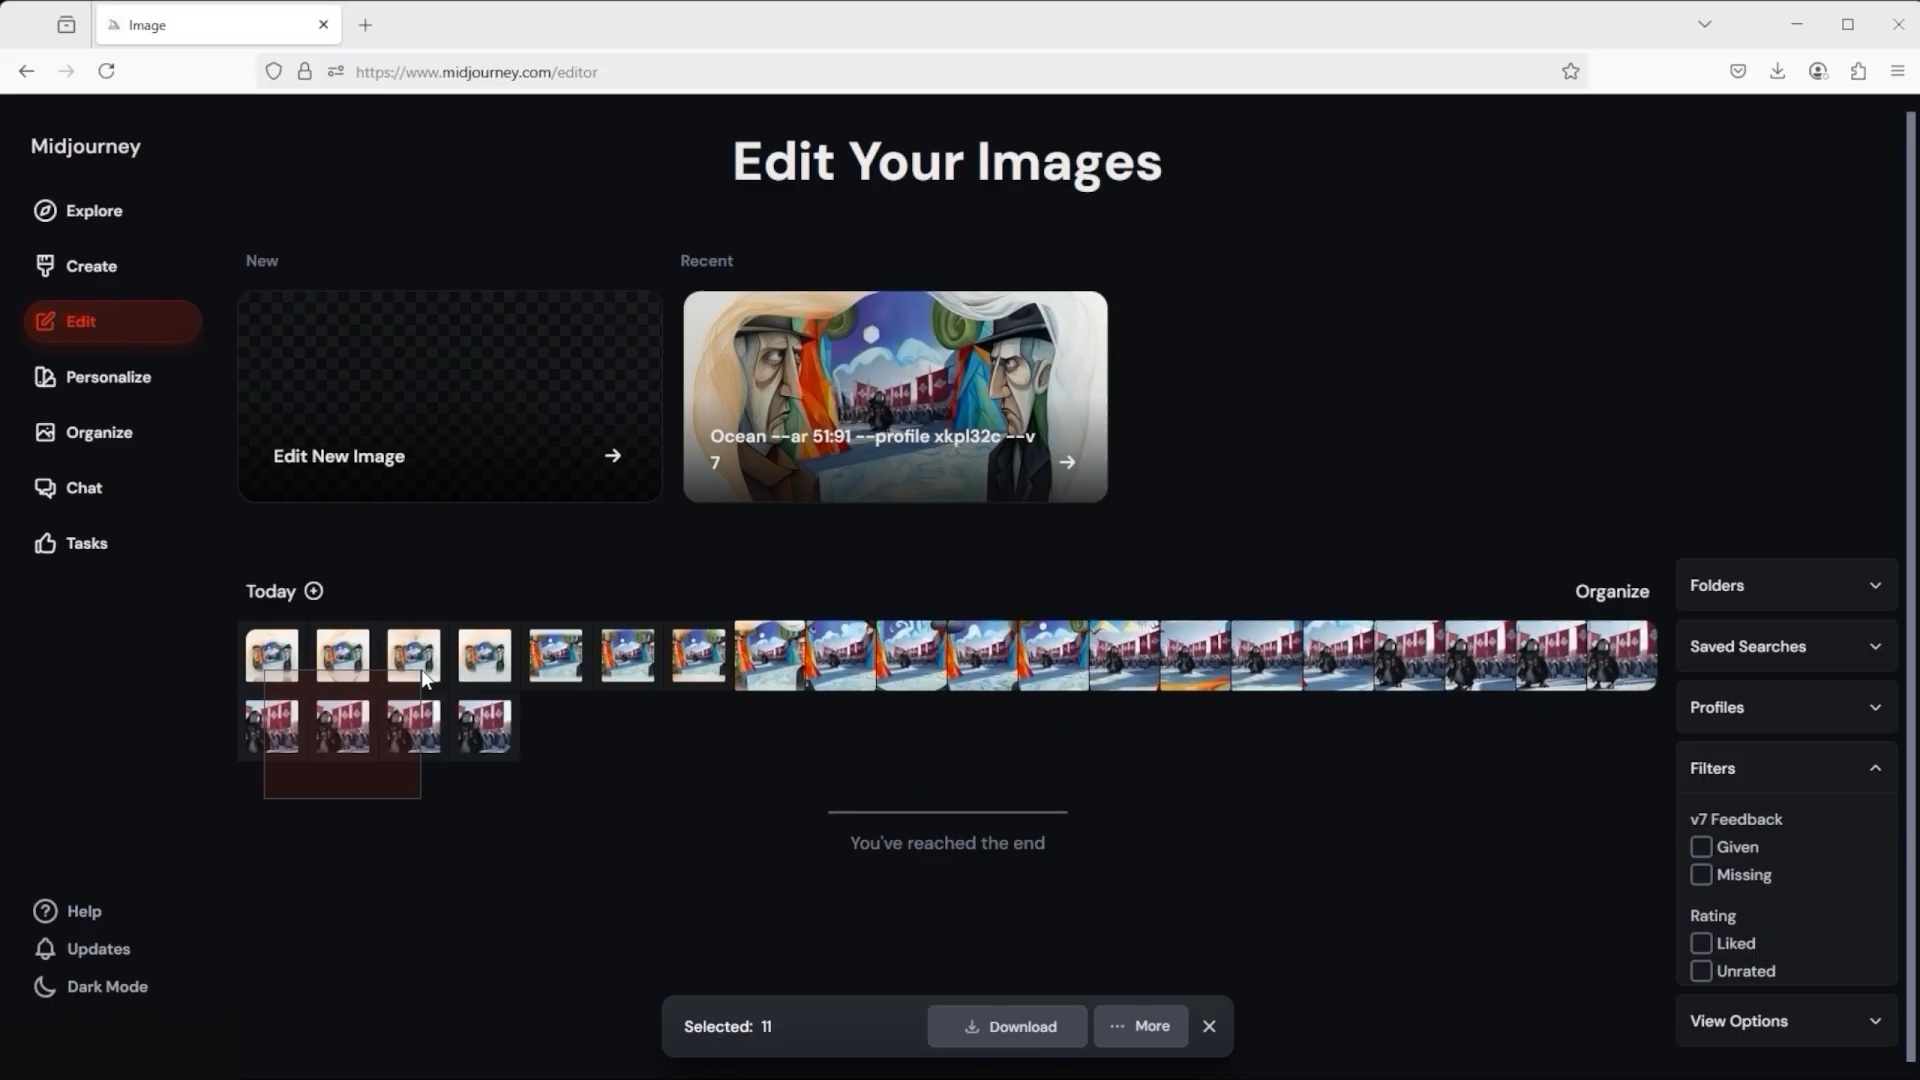 Image
https://www.midjourney.com/editor
Midjourney
Edit Your Images
Explore
Create
Edit
Personalize
Organize
Chat
Tasks
New
Recent
Edit New Image
Ocean --ar 51:91 --profile xkpl32c --v
7
Today
Organize
Folders
Saved Searches
Profiles
Filters
v7 Feedback
Given
Missing
Rating
Liked
Unrated
View Options
You've reached the end
Help
Updates
Dark Mode
Selected: 11
Download
More